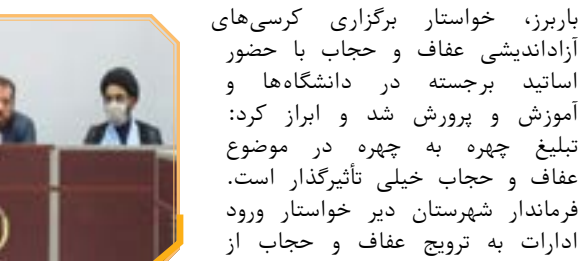 باربرز، خواستار برگزاری کرسی‌های
آزاداندیشی عفاف و حجاب با حضور
اساتید برجسته در دانشگاه‌ها و
آموزش و پرورش شد و ابراز کرد:
تبلیغ چهره به چهره در موضوع
عفاف و حجاب خیلی تأثیرگذار است.
فرماندار شهرستان دیر خواستار ورود
ادارات به ترویج عفاف و حجاب از